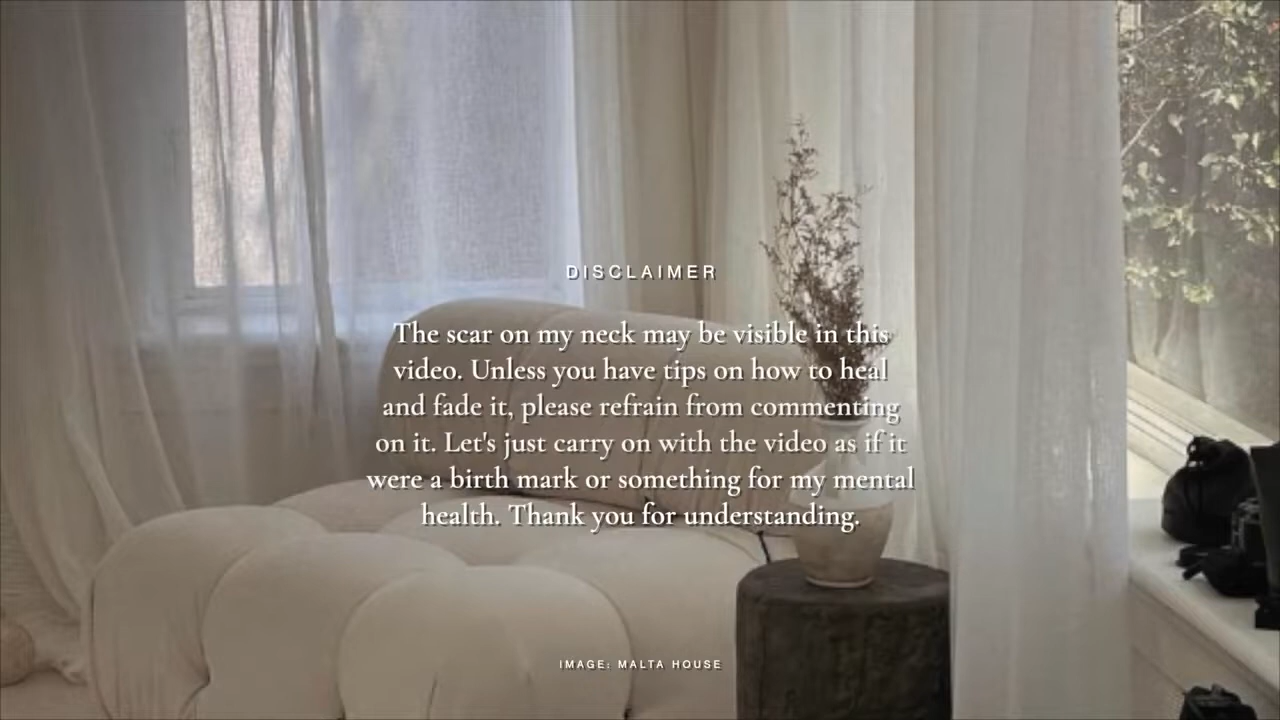 DISCLAIMER
The scar on my neck may be visible in this
video. Unless you have tips on how to heal
and fade it, please refrain from commenting
on it. Let's just carry on with the video as if it
were a birth mark or something for my mental
health. Thank you for understanding.
IMAGE: MALTA HOUSE